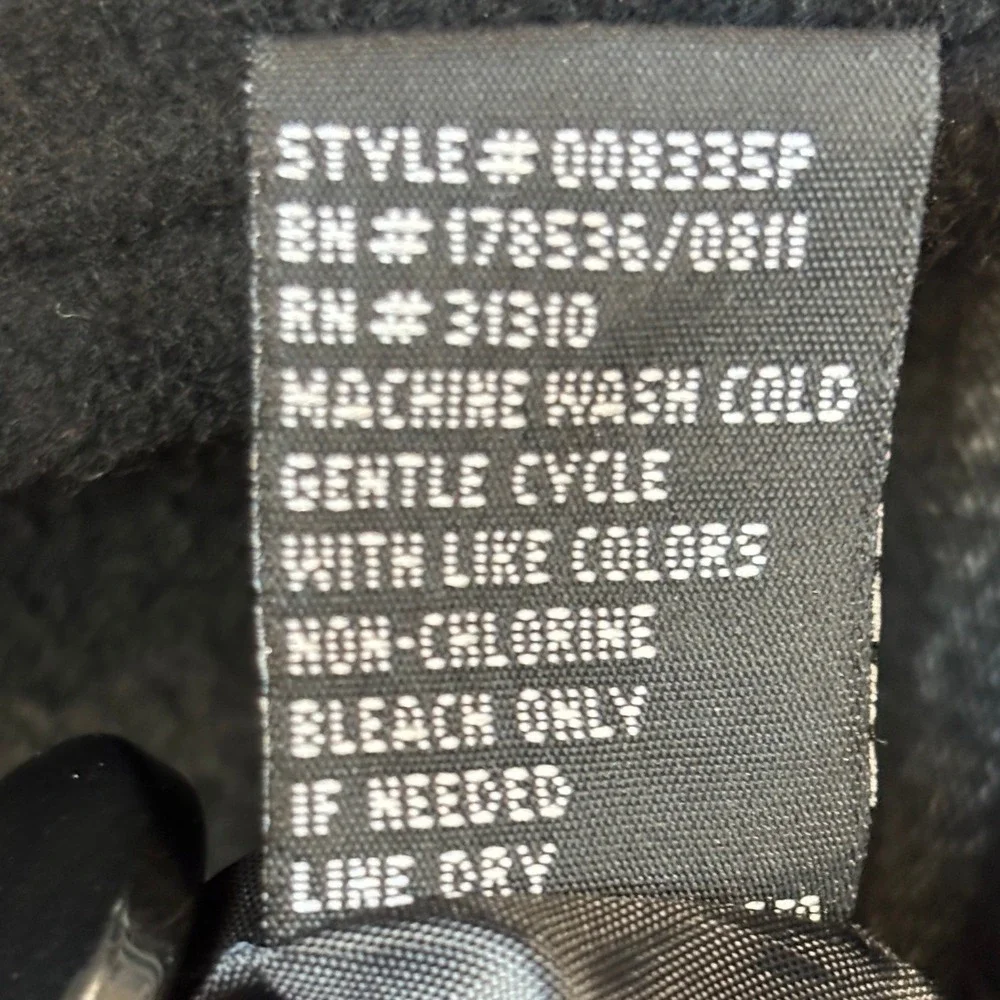 STYLE# 008335P
BN# 178536/0811
RN# 31310
MACHINE WASH COLD
GENTLE CYCLE
WITH LIKE COLORS
NON-CHLORINE
BLEACH ONLY
IF NEEDED
LINE DRY